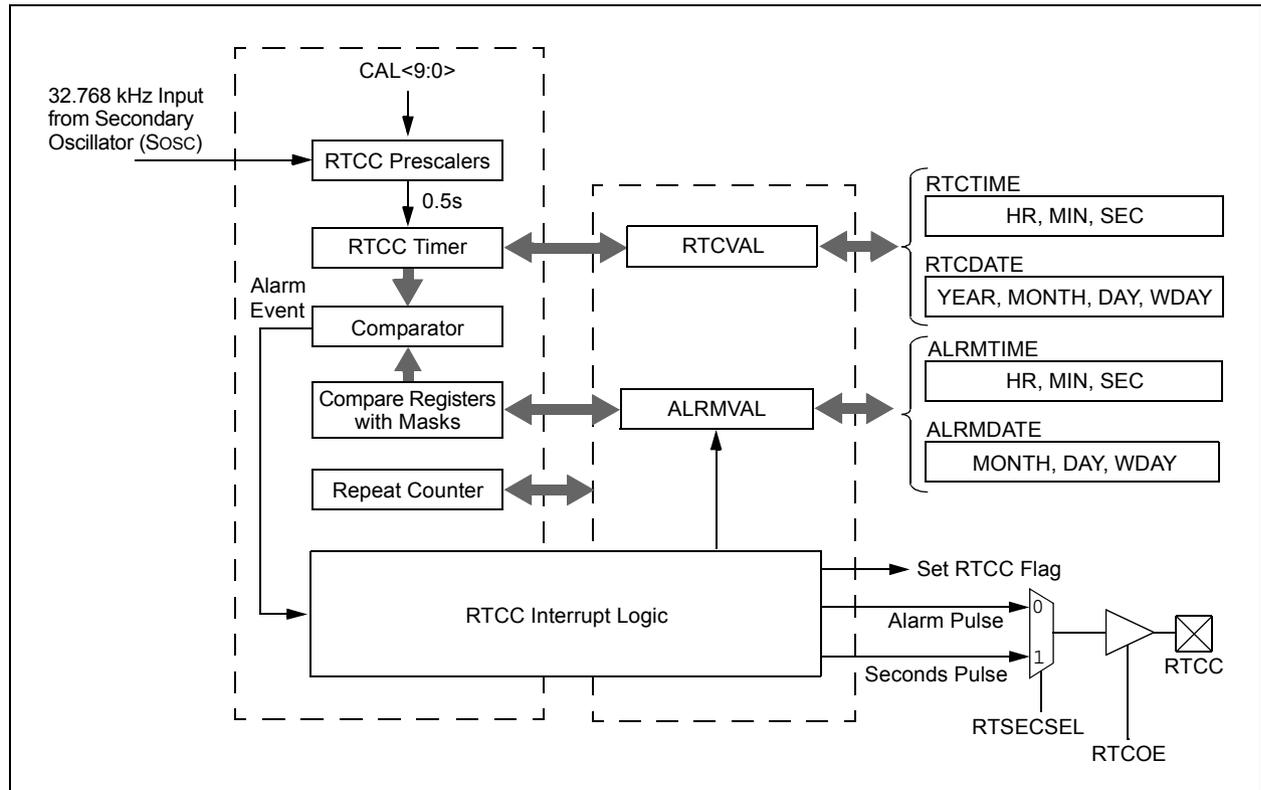 CAL<9:0>
32.768 kHz Input
from Secondary
Oscillator (SOSC)
RTCC Prescalers
0.5s
RTCC Timer
RTCVAL
RTCTIME
HR, MIN, SEC
RTCDATE
YEAR, MONTH, DAY, WDAY
Alarm
Event
Comparator
Compare Registers
with Masks
ALRMVAL
ALRMTIME
HR, MIN, SEC
ALRMDATE
MONTH, DAY, WDAY
Repeat Counter
RTCC Interrupt Logic
Set RTCC Flag
Alarm Pulse
0
Seconds Pulse
1
RTCC
RTSECSEL
RTCOE